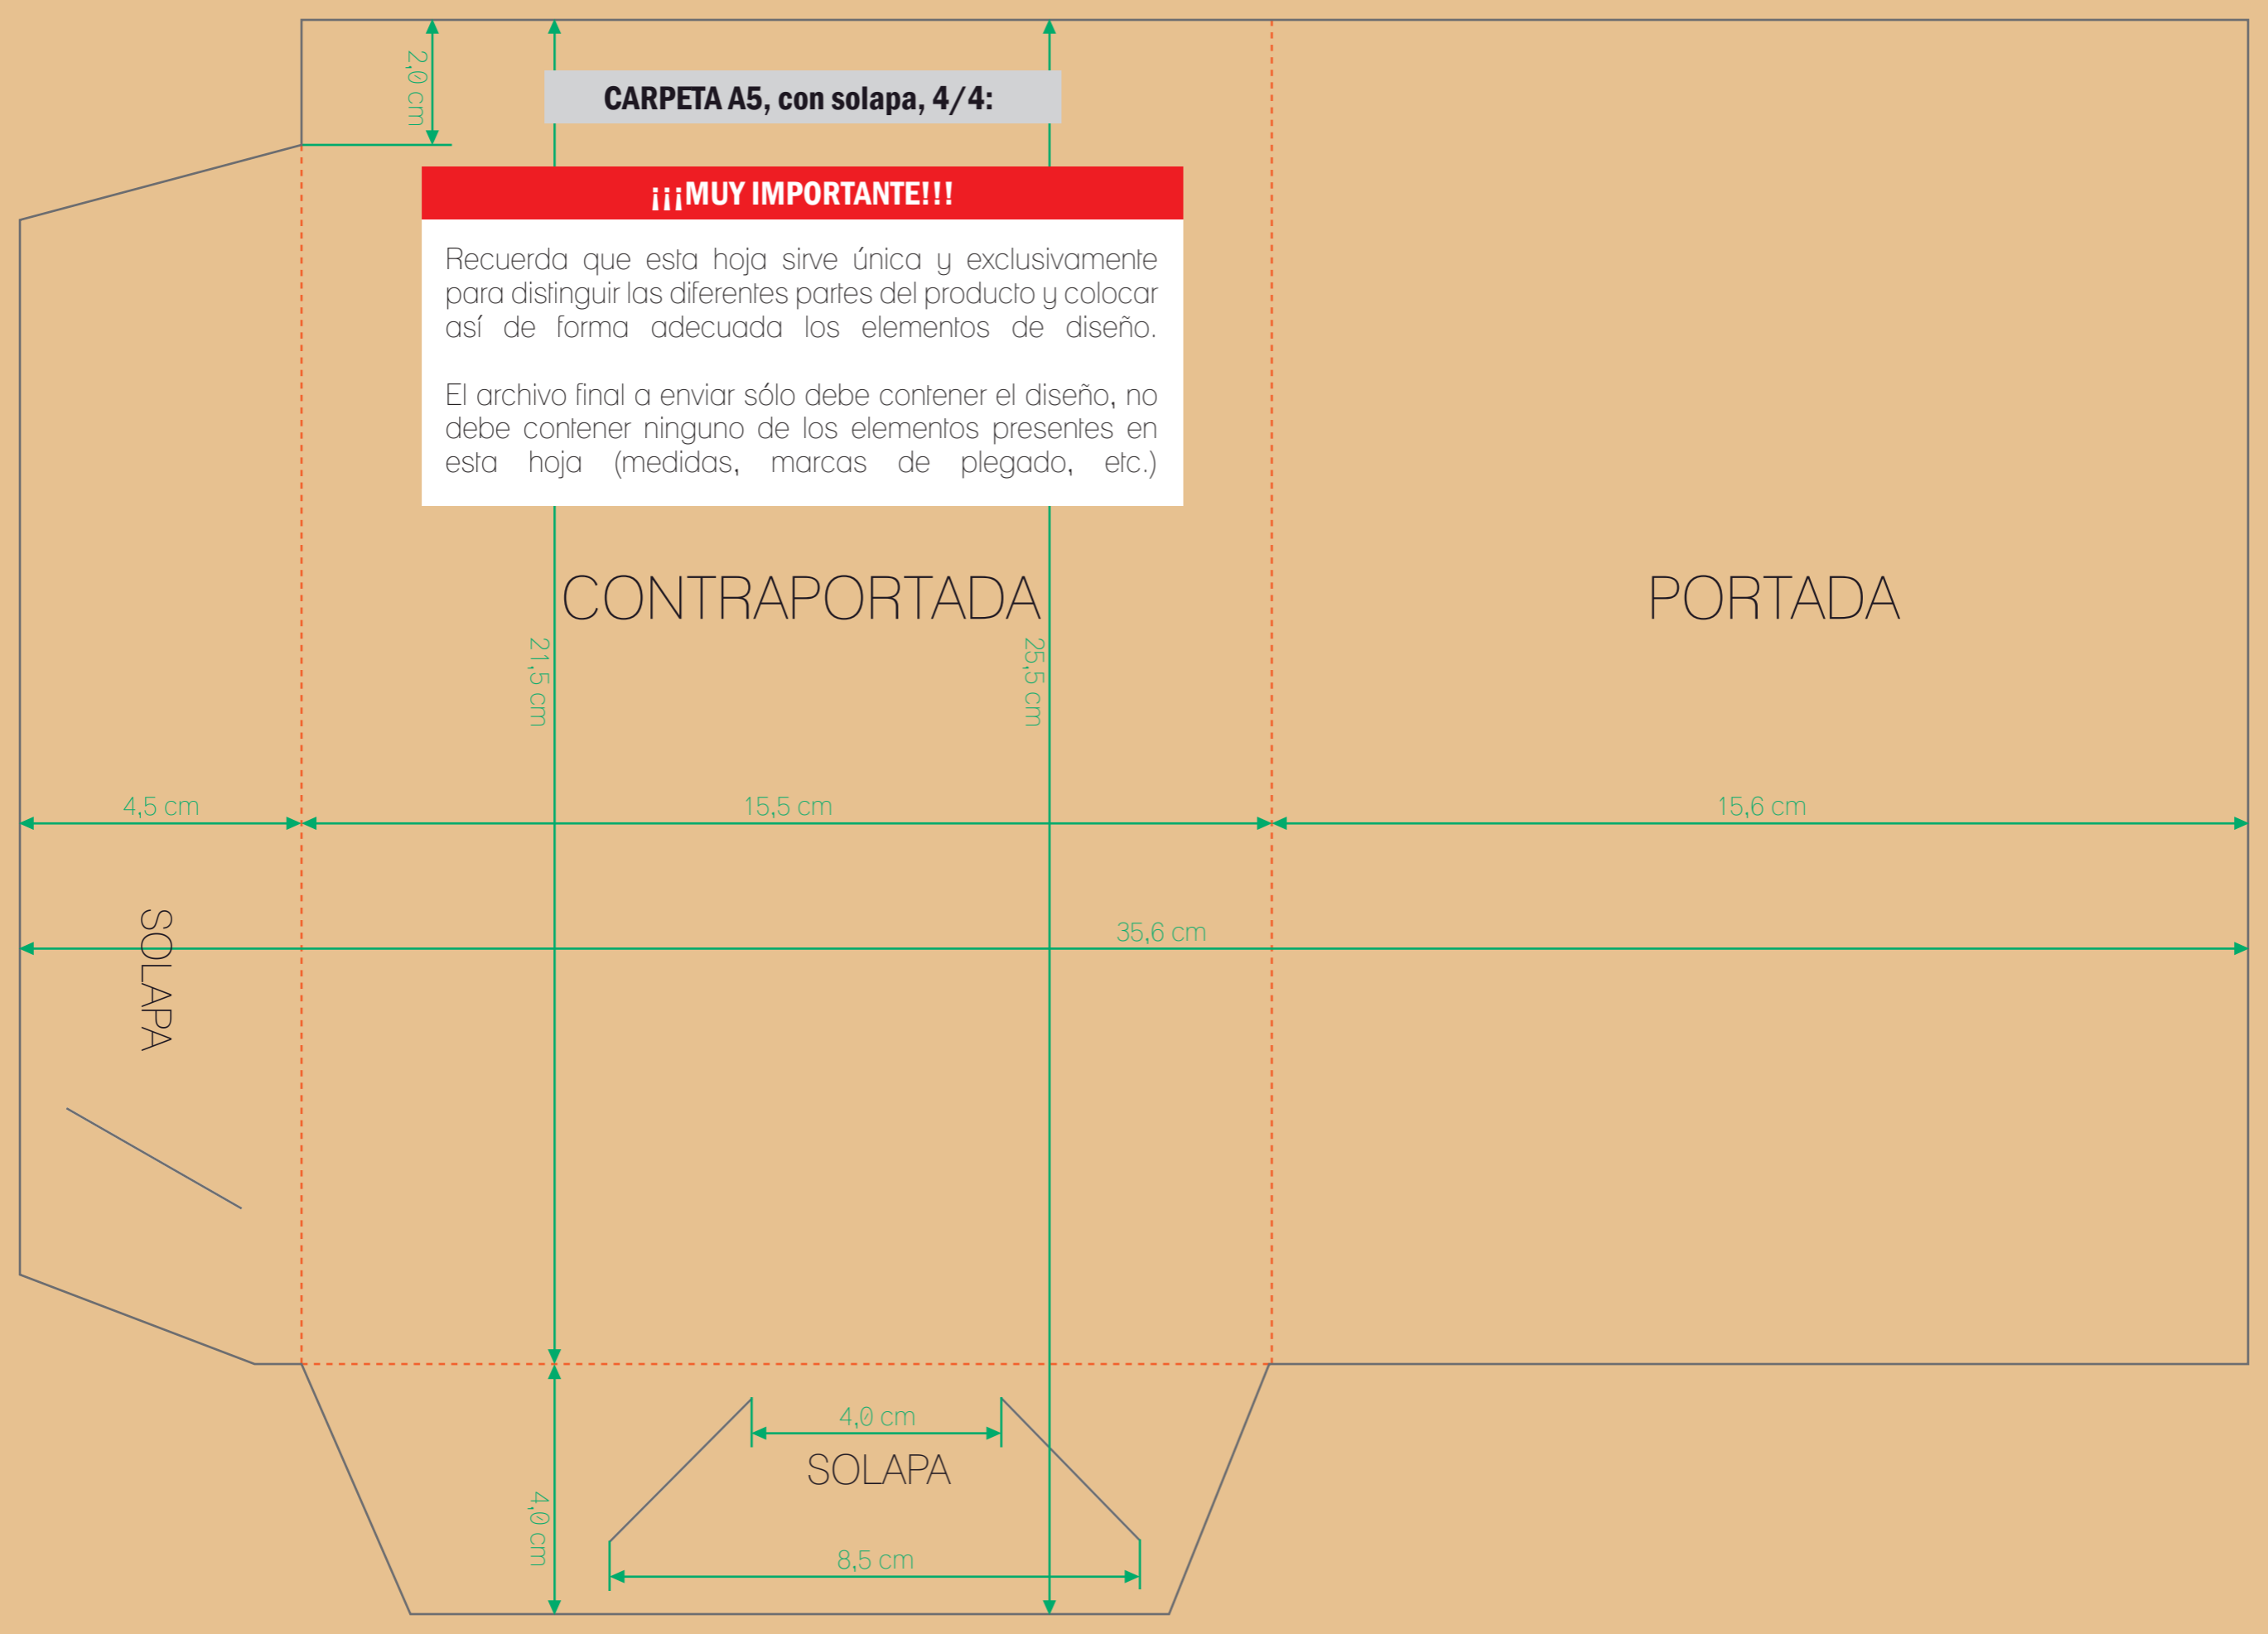 2,0 cm
CARPETA A5, con solapa, 4/4:
¡¡¡MUY IMPORTANTE!!!
Recuerda que esta hoja sirve única y exclusivamente
para distinguir las diferentes partes del producto y colocar
así de forma adecuada los elementos de diseño.
El archivo final a enviar sólo debe contener el diseño, no
debe contener ninguno de los elementos presentes en
esta hoja (medidas, marcas de plegado, etc.)
CONTRAPORTADA
PORTADA
21,5 cm
25,5 cm
4,5 cm
15,5 cm
15,6 cm
35,6 cm
SOLAPA
4,0 cm
SOLAPA
4,0 cm
8,5 cm